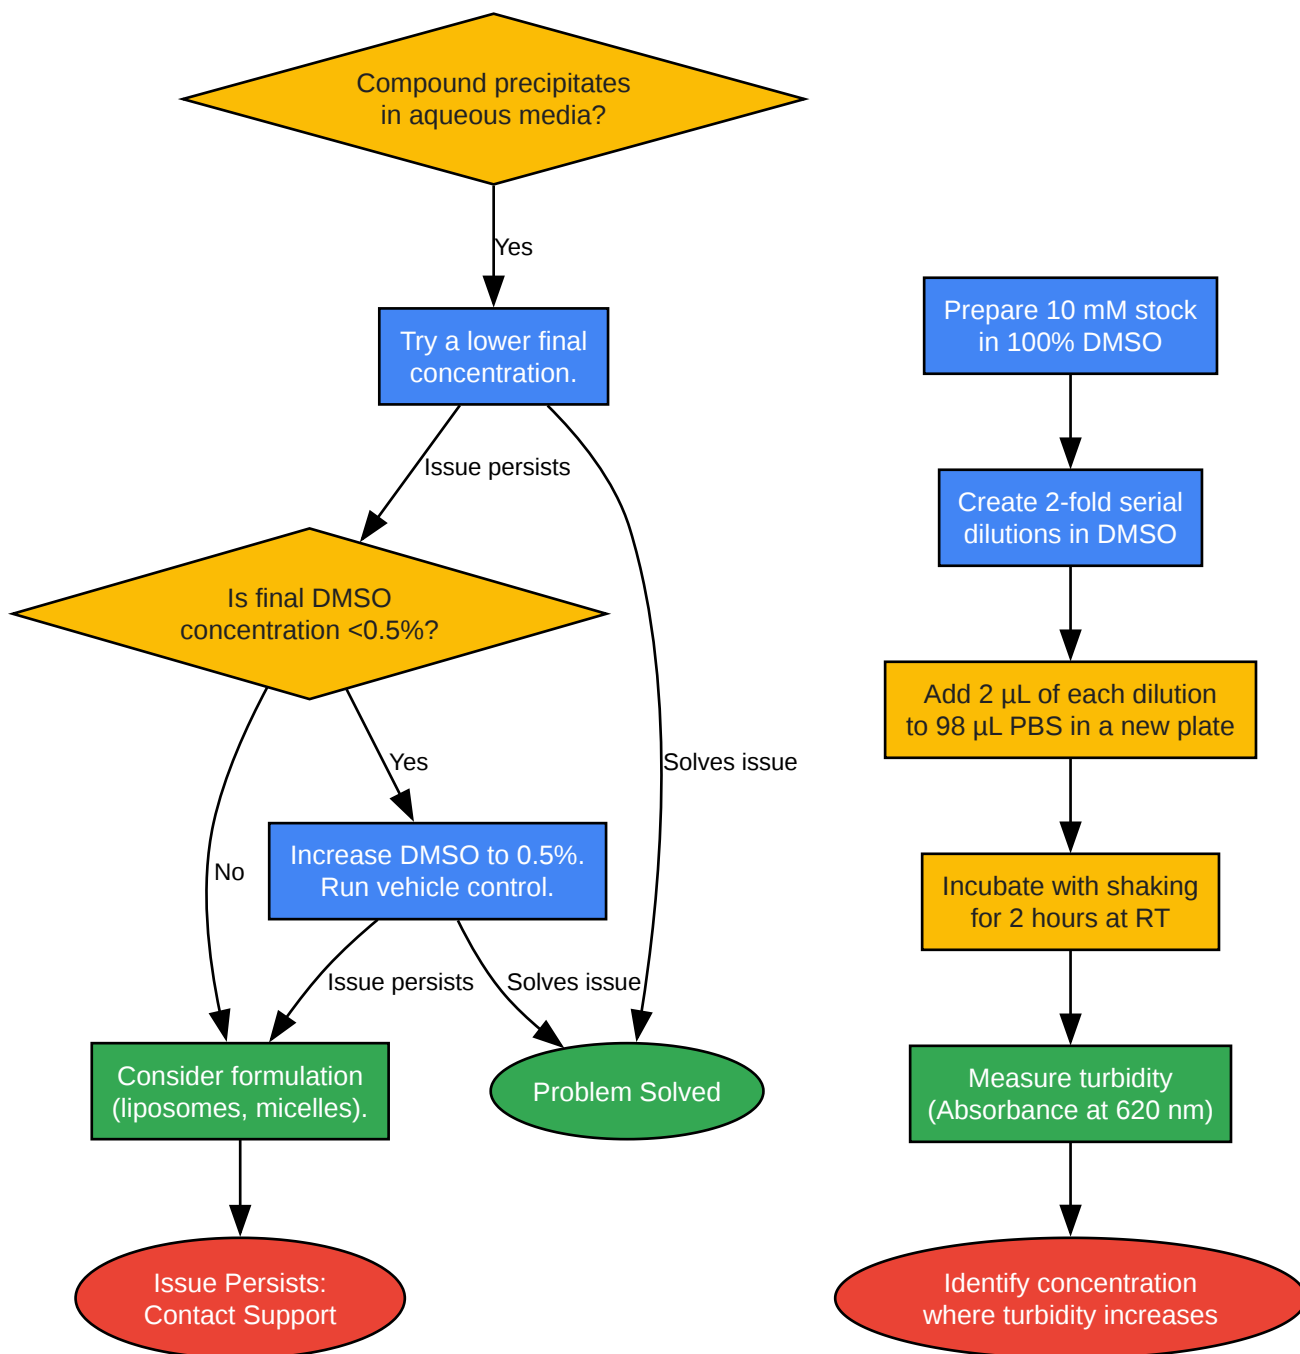 Compound precipitates
in aqueous media?
Yes
Try a lower final
concentration.
Issue persists
Is final DMSO
concentration <0.5%?
Yes
Solves issue
No
Increase DMSO to 0.5%.
Run vehicle control.
Issue persists
Solves issue
Consider formulation
(liposomes, micelles).
Problem Solved
Issue Persists:
Contact Support
Prepare 10 mM stock
in 100% DMSO
Create 2-fold serial
dilutions in DMSO
Add 2 µL of each dilution
to 98 µL PBS in a new plate
Incubate with shaking
for 2 hours at RT
Measure turbidity
(Absorbance at 620 nm)
Identify concentration
where turbidity increases